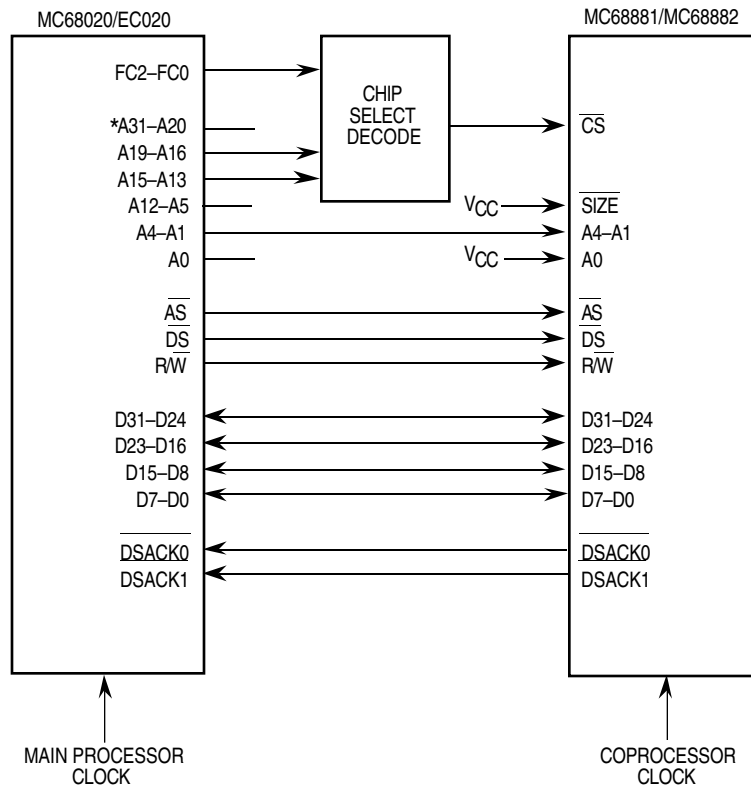 MC68020/EC020
MC68881/MC68882
FC2–FC0
*A31–A20
A19–A16
A15–A13
A12–A5
A4–A1
A0
AS
DS
R/W
D31–D24
D23–D16
D15–D8
D7–D0
DSACK0
DSACK1
CHIP
SELECT
DECODE
VCC
VCC
CS
SIZE
A4–A1
A0
AS
DS
R/W
D31–D24
D23–D16
D15–D8
D7–D0
DSACK0
DSACK1
MAIN PROCESSOR
CLOCK
COPROCESSOR
CLOCK